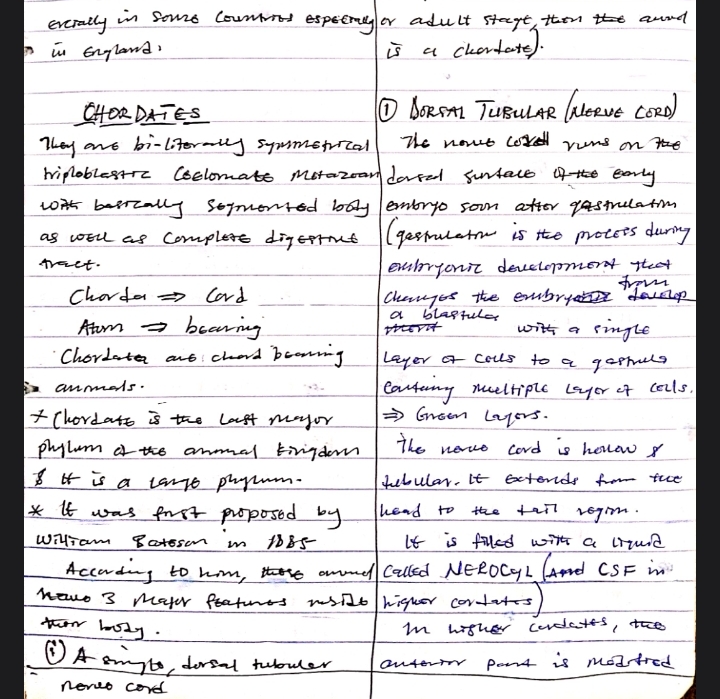 erally in some countries especially
in England.
CHORDATES
They are bi-literally symmetrical
triploblastic Coelomate Metazoan
with basically segmented body
as well as complete digestive
tract.
Chorda ⇒ Cord
Atum ⇒ bearing
Chordata are chord bearing
animals.
* Chordate is the last major
phylum of the animal kingdom
& It is a large phylum.
* It was first proposed by
William Bateson in 1885
According to him, these animal
have 3 major features inside
their body.
(i) A single, dorsal tubular
nerve cord
or adult stage, then the animal
is a chordate).
① DORSAL TUBULAR (NERVE CORD)
The nerve cord runs on the
dorsal surface of the early
embryo soon after gastrulation
(gastrulation is the process during
embryonic development that
changes the embryo from
a blastula with a single
layer of cells to a gastrula
containg multiple layer of cells.
⇒ Green Layers.
The nerve cord is hollow &
tubular. It extends from the
head to the tail region.
It is filled with a liquid
called NEROCYL (And CSF in
higher cordates)
In higher cordates, the
anterior part is modified